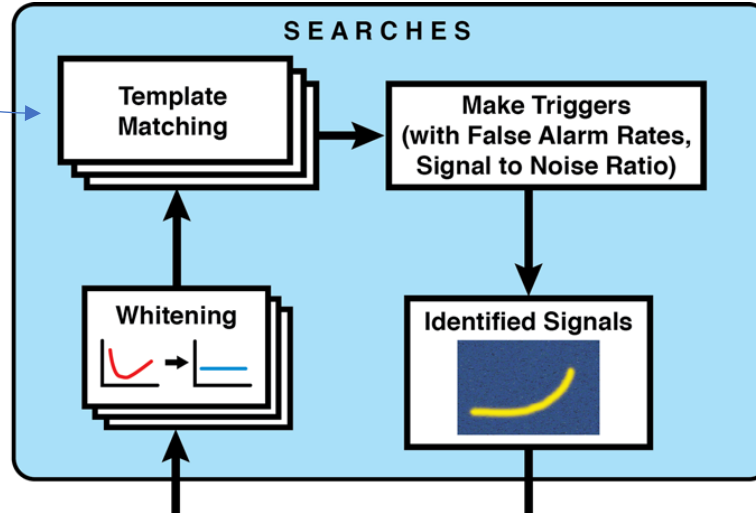 SEARCHES
Template
Matching
Make Triggers
(with False Alarm Rates,
Signal to Noise Ratio)
Whitening
Identified Signals